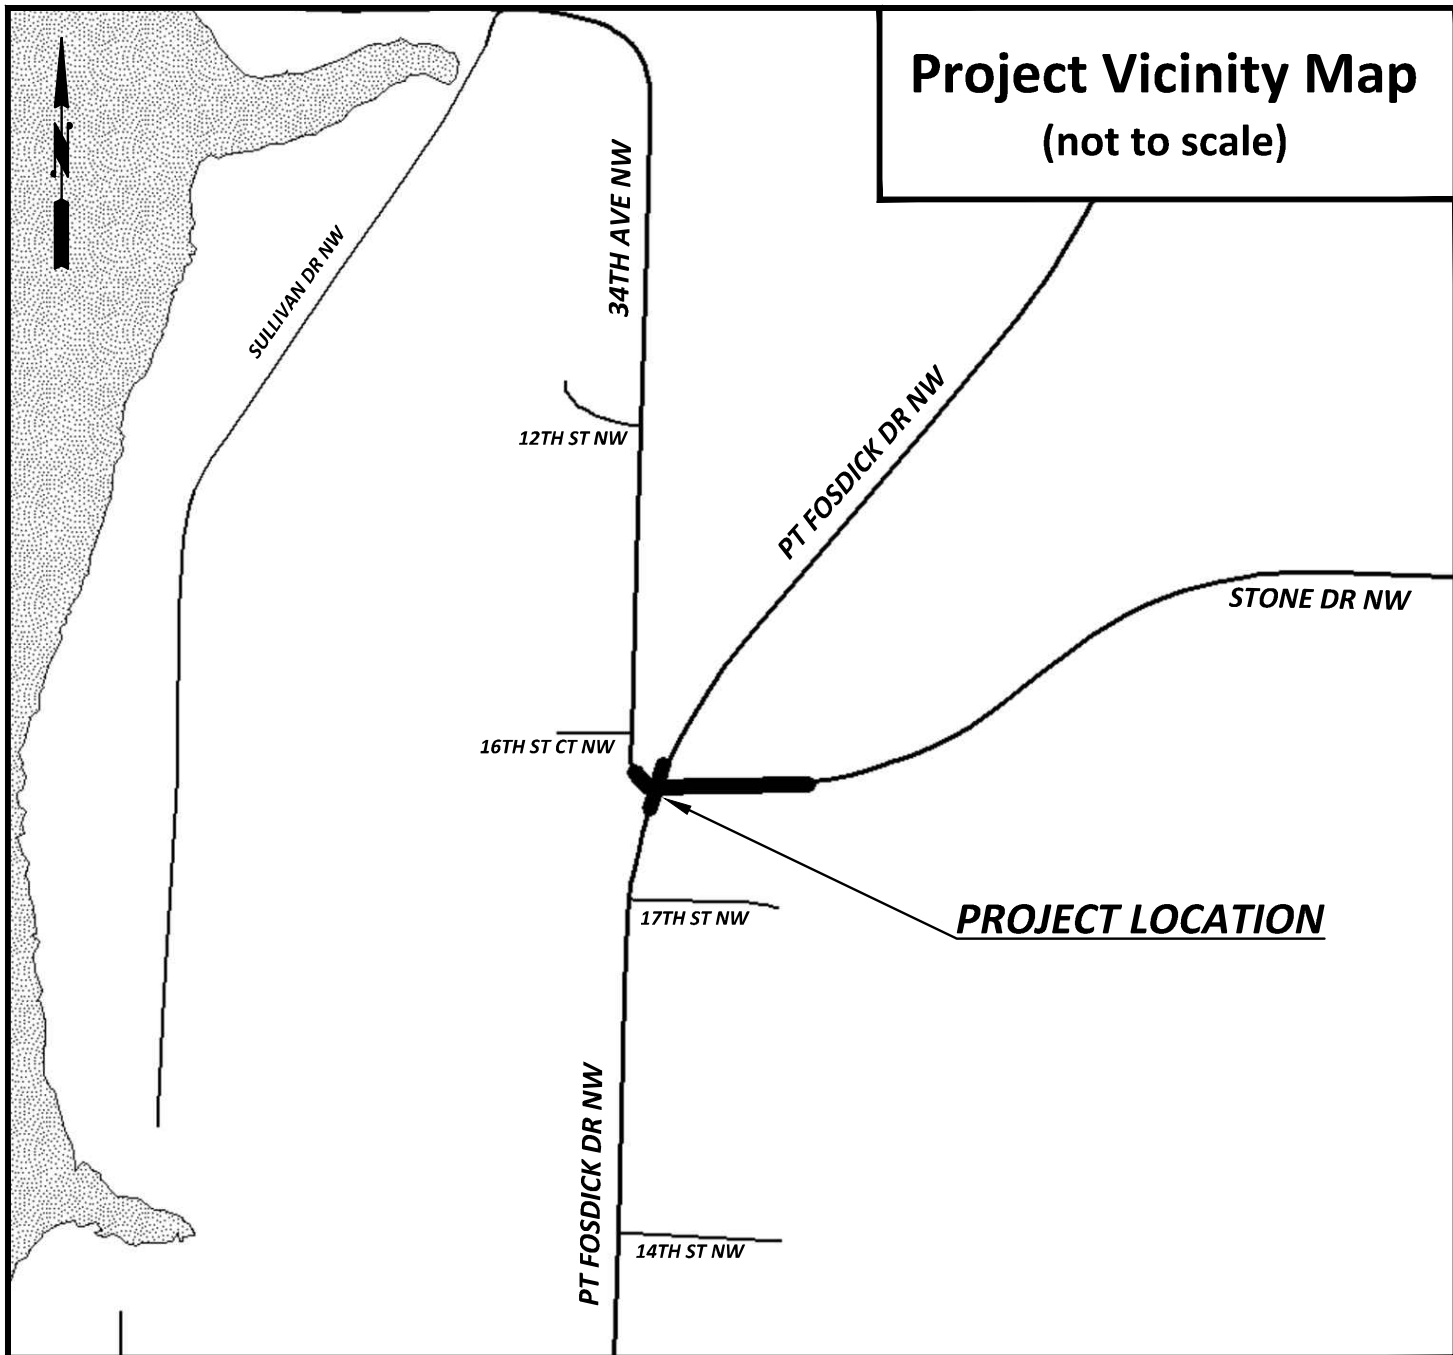 Project Vicinity Map
(not to scale)
N
34TH AVE NW
SULLIVAN DR NW
12TH ST NW
PT FOSDICK DR NW
STONE DR NW
16TH ST CT NW
17TH ST NW
PROJECT LOCATION
PT FOSDICK DR NW
14TH ST NW